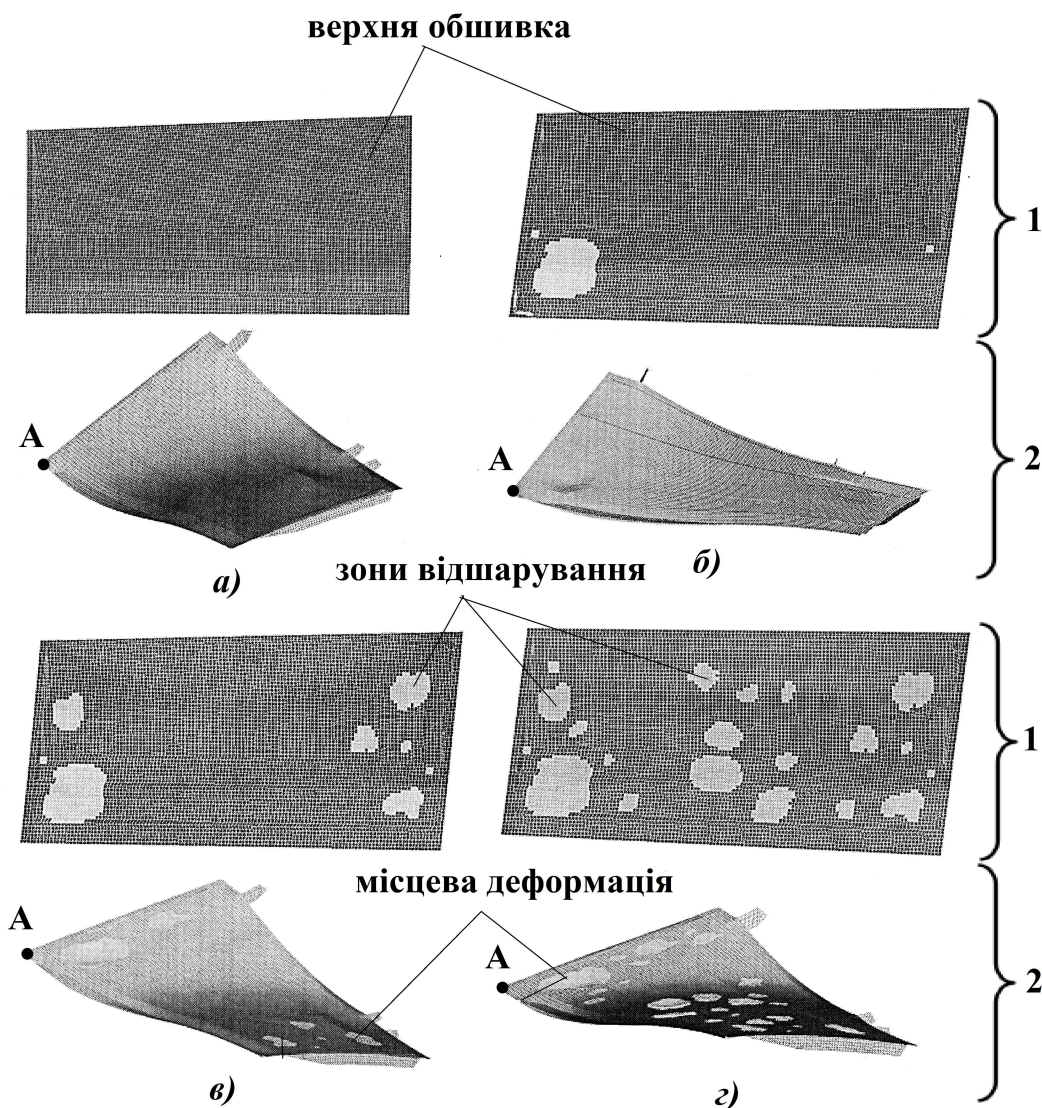 верхня обшивка
1
А
А
2
а)
б)
зони відшарування
1
місцева деформація
А
А
2
в)
г)